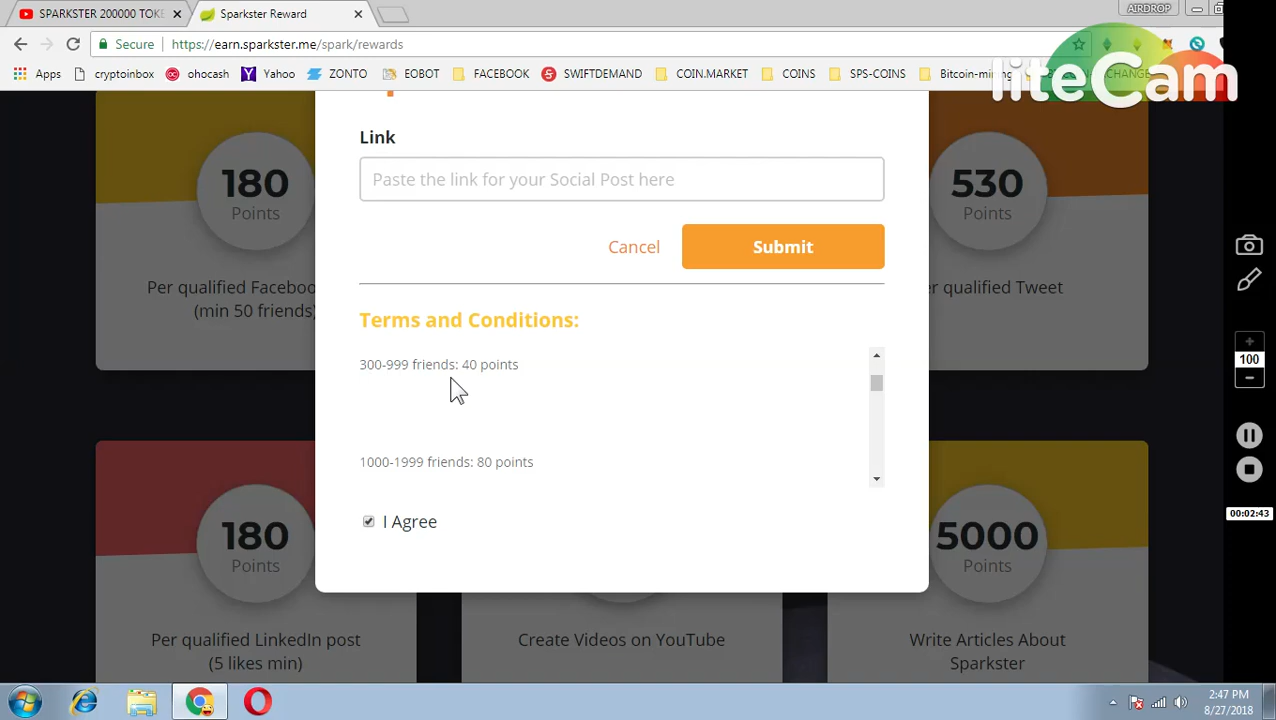 SPARKSTER 200000 TOKE
Sparkster Reward
AIRDROP
Secure
https://earn.sparkster.me/spark/rewards
Apps
cryptoinbox
ohocash
Yahoo
ZONTO
EOBOT
FACEBOOK
SWIFTDEMAND
COIN.MARKET
COINS
SPS-COINS
Bitcoin-mining
liteCam
Link
Paste the link for your Social Post here
Cancel
Submit
Terms and Conditions:
300-999 friends: 40 points
1000-1999 friends: 80 points
I Agree
180
Points
Per qualified Facebo
(min 50 friends)
530
Points
er qualified Tweet
180
Points
Per qualified LinkedIn post
(5 likes min)
Create Videos on YouTube
5000
Points
Write Articles About
Sparkster
100
00:02:43
2:47 PM
8/27/2018